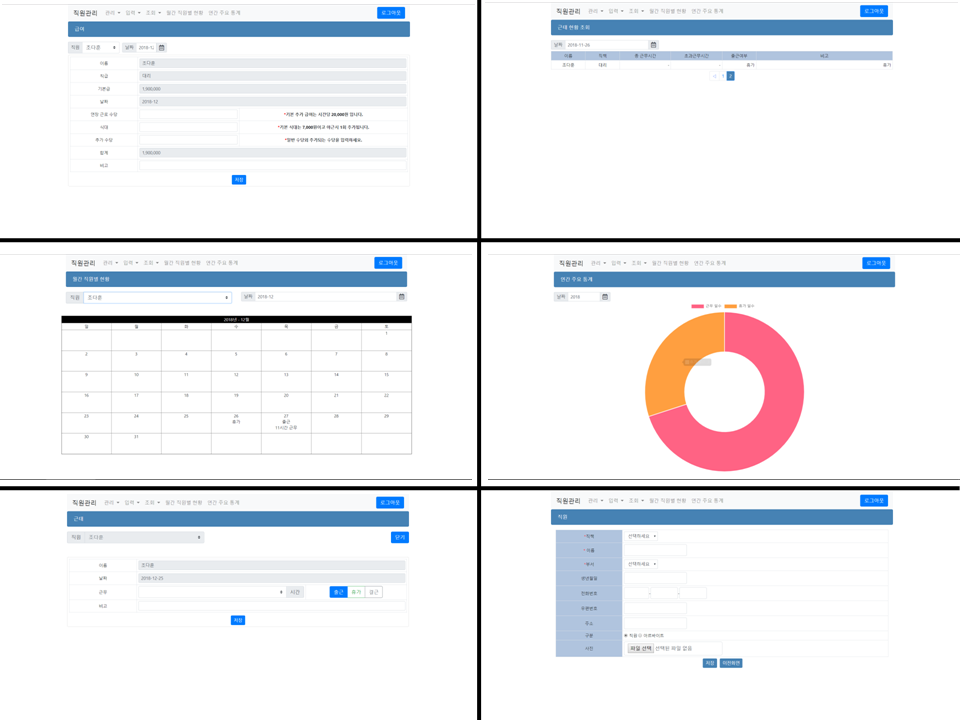 직원관리 관리 입력 조회 월간 직원별 현황 연간 주요 통계 로그아웃
급여
직원 조다훈 날짜 2018-12
이름 조다훈
직급 대리
기본급 1,900,000
날짜 2018-12
연장 근로 수당 *기본 추가 급여는 시간당 20,000원 입니다.
식대 *기본 식대는 7,000원이고 야근시 1회 추가됩니다.
추가 수당 *일반 수당외 추가되는 수당을 입력하세요.
합계 1,900,000
비고
저장
직원관리 관리 입력 조회 월간 직원별 현황 연간 주요 통계 로그아웃
근태 현황 조회
날짜 2018-11-26
이름 직책 총 근무시간 초과근무시간 출근여부 비고
조다훈 대리 - - 휴가 휴가
직원관리 관리 입력 조회 월간 직원별 현황 연간 주요 통계 로그아웃
월간 직원별 현황
직원 조다훈 날짜 2018-12
2018년 . 12월
일 월 화 수 목 금 토
1
2 3 4 5 6 7 8
9 10 11 12 13 14 15
16 17 18 19 20 21 22
23 24 25 26 27 28 29
휴가 출근
11시간 근무
30 31
직원관리 관리 입력 조회 월간 직원별 현황 연간 주요 통계 로그아웃
연간 주요 통계
날짜 2018
근무 일수 휴가 일수
직원관리 관리 입력 조회 월간 직원별 현황 연간 주요 통계 로그아웃
근태
직원 조다훈 닫기
이름 조다훈
날짜 2018-12-25
근무 시간 출근 휴가 결근
비고
저장
직원관리 관리 입력 조회 월간 직원별 현황 연간 주요 통계 로그아웃
직원
*직책 선택하세요
* 이름
*부서 선택하세요
생년월일
전화번호 - -
우편번호
주소
구분 직원 아르바이트
사진 파일 선택 선택된 파일 없음
저장 이전화면